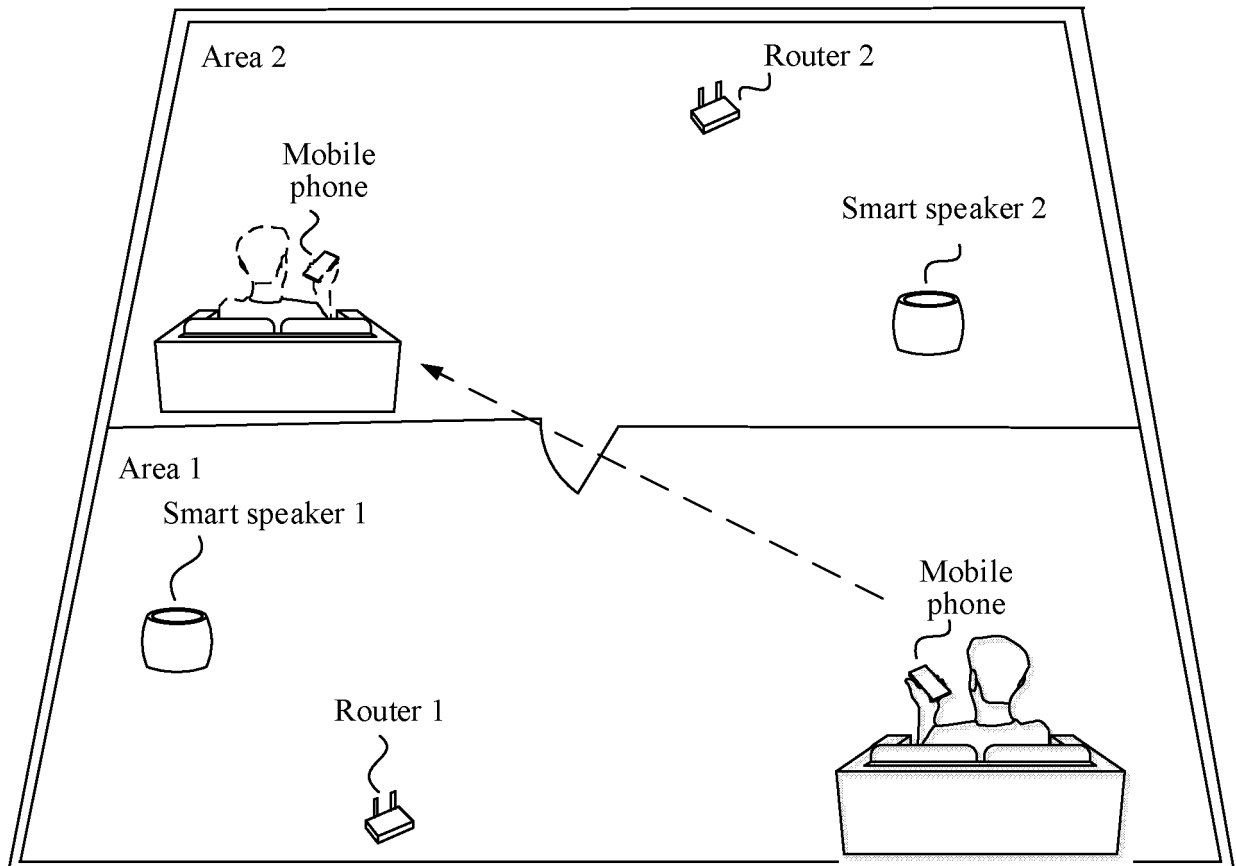 Area 2
Router 2
Mobile
phone
Smart speaker 2
Area 1
Smart speaker 1
Mobile
phone
Router 1